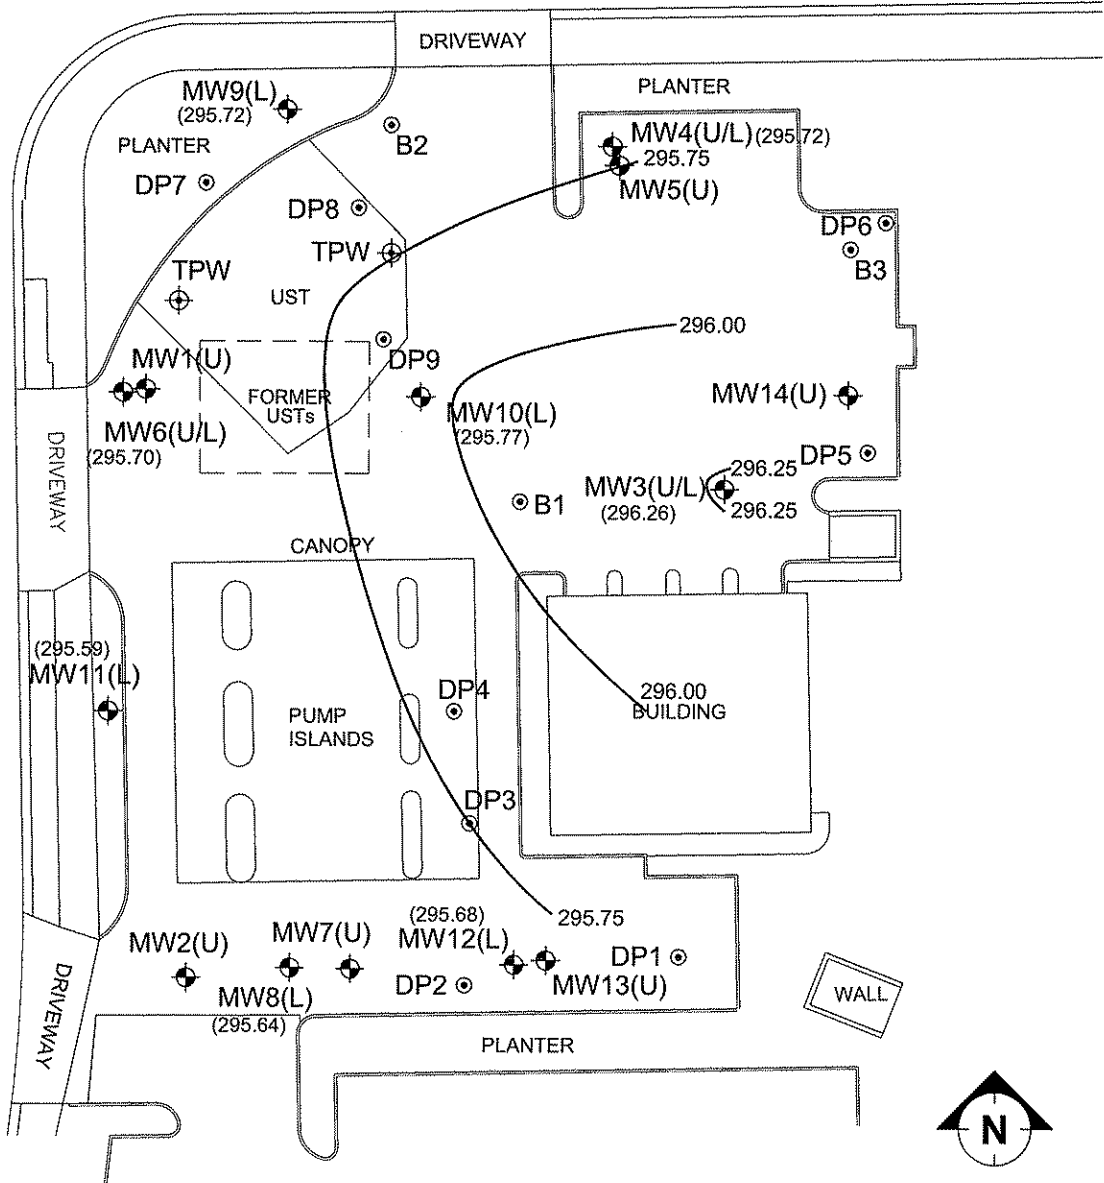 DRIVEWAY
PLANTER
MW9(L)
(295.72)
B2
MW4(U/L)(295.72)
295.75
MW5(U)
PLANTER
DP7
DP8
DP6
B3
TPW
TPW
UST
296.00
DP9
MW1(U)
FORMER
USTs
MW14(U)
MW10(L)
(295.77)
MW6(U/L)
(295.70)
DRIVEWAY
DP5
296.25
MW3(U/L)
(296.26)
296.25
B1
CANOPY
(295.59)
MW11(L)
DP4
296.00
BUILDING
PUMP
ISLANDS
DP3
295.75
(295.68)
MW12(L)
MW7(U)
MW2(U)
DP1
DP2
MW13(U)
MW8(L)
(295.64)
DRIVEWAY
WALL
PLANTER
N